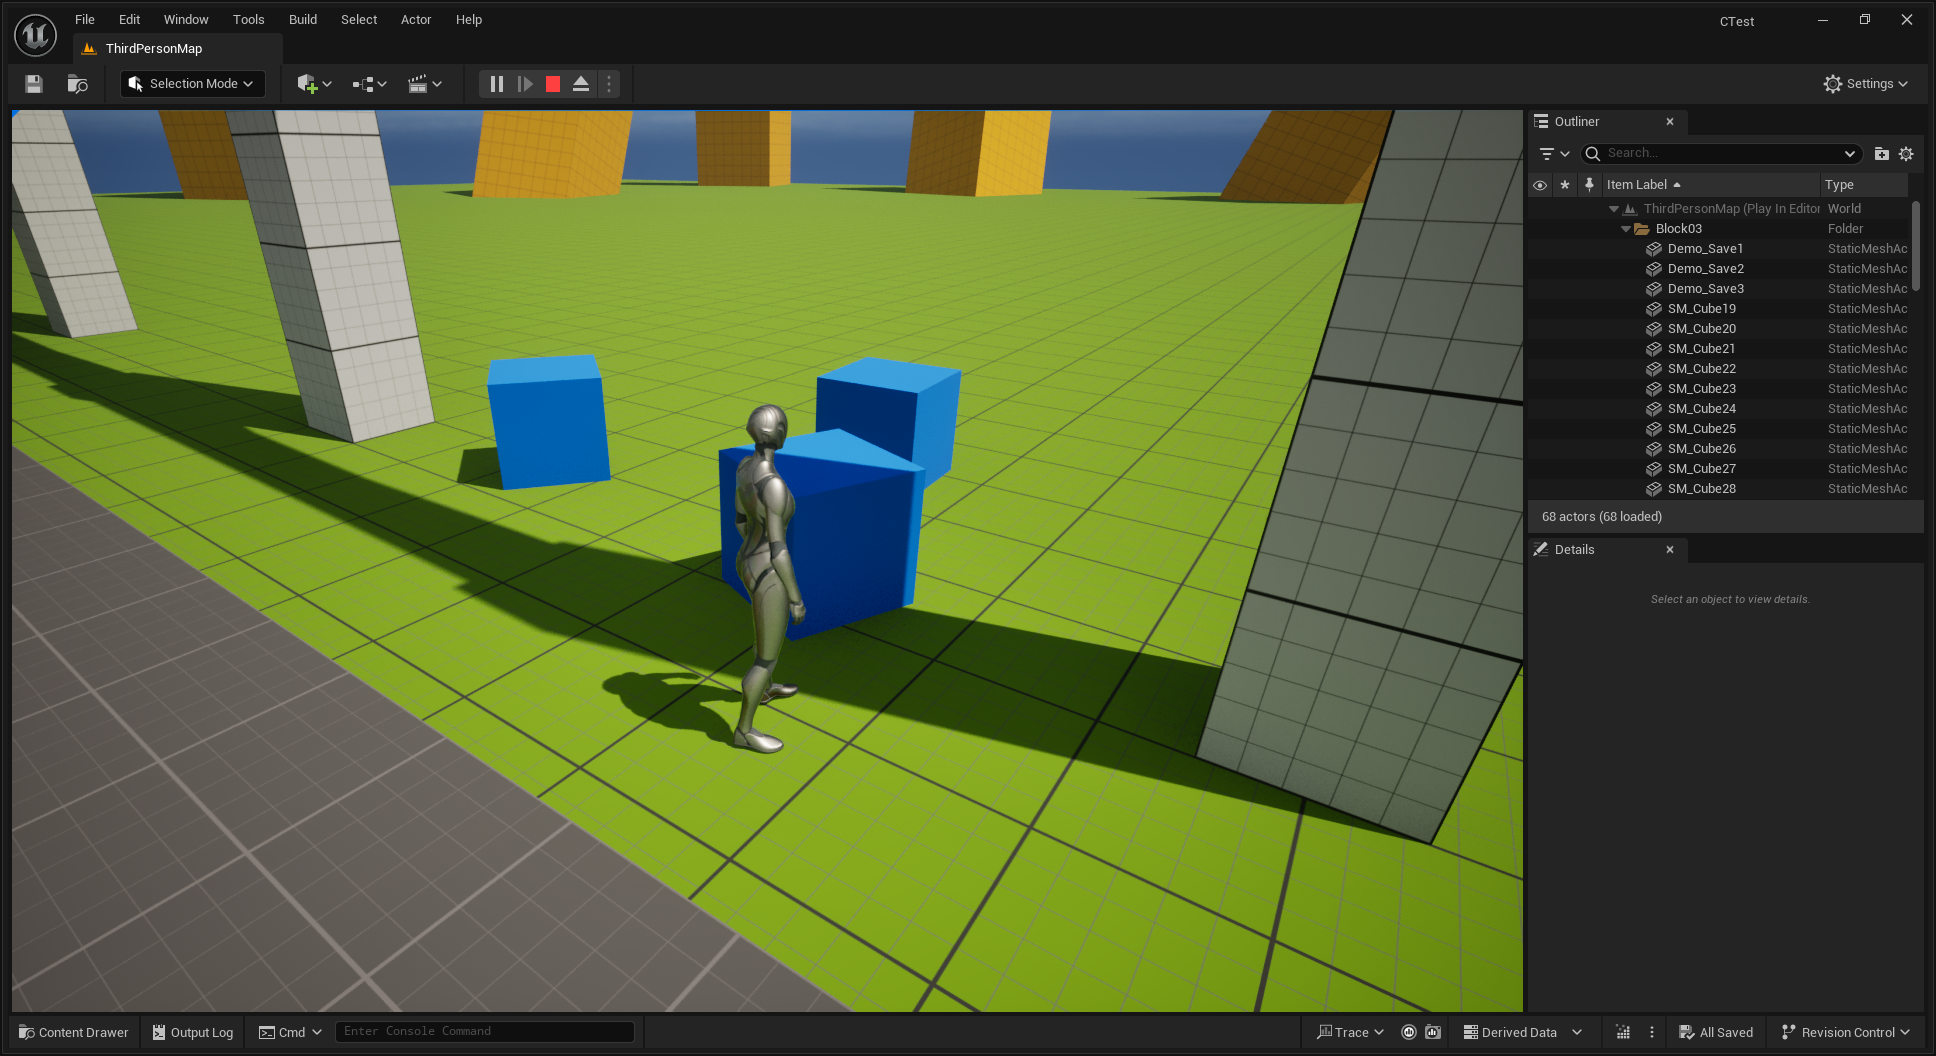 File Edit Window Tools Build Select Actor Help
CTest
ThirdPersonMap
Selection Mode
Settings
Outliner
Search...
Item Label Type
ThirdPersonMap (Play In Editor World
Block03 Folder
Demo_Save1 StaticMeshAc
Demo_Save2 StaticMeshAc
Demo_Save3 StaticMeshAc
SM_Cube19 StaticMeshAc
SM_Cube20 StaticMeshAc
SM_Cube21 StaticMeshAc
SM_Cube22 StaticMeshAc
SM_Cube23 StaticMeshAc
SM_Cube24 StaticMeshAc
SM_Cube25 StaticMeshAc
SM_Cube26 StaticMeshAc
SM_Cube27 StaticMeshAc
SM_Cube28 StaticMeshAc
68 actors (68 loaded)
Details
Select an object to view details.
Content Drawer Output Log Cmd Enter Console Command Trace Derived Data All Saved Revision Control